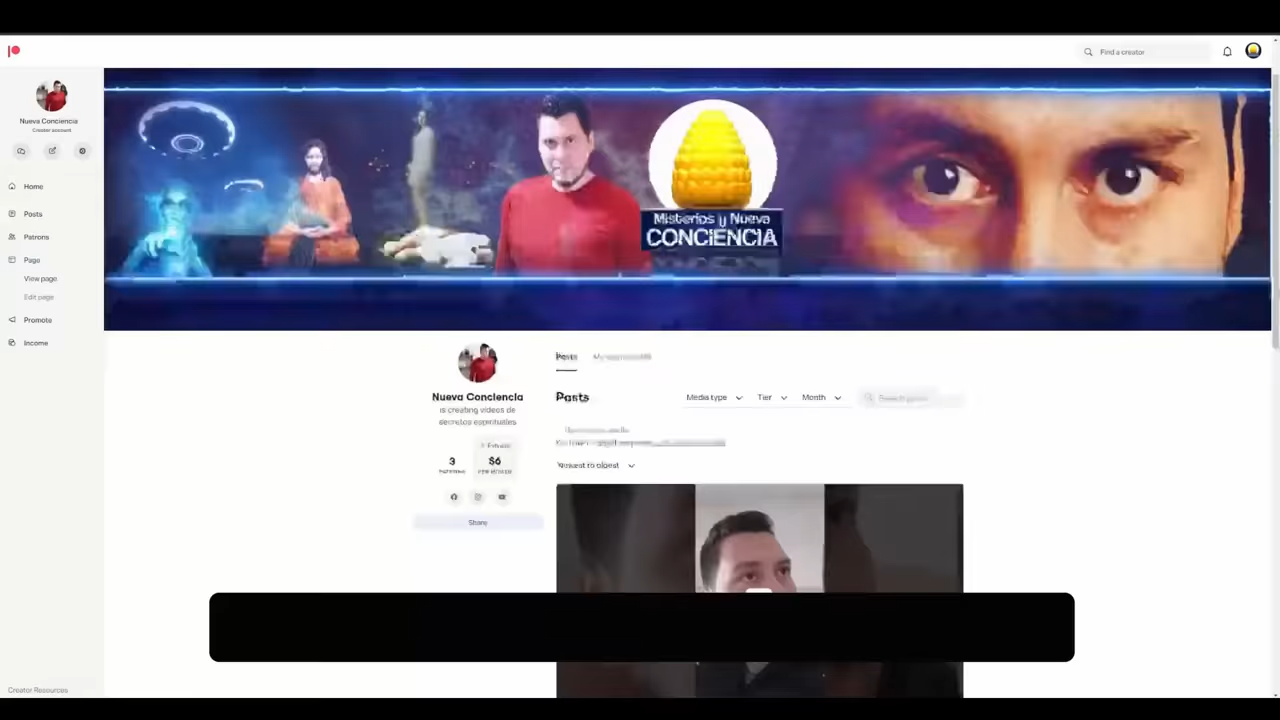 Find a creator
Nueva Conciencia
Creator account
Home
Posts
Patrons
Page
View page
Edit page
Promote
Income
Creator Resources
Misterios y Nueva
CONCIENCIA
Nueva Conciencia
is creating videos de
secretos espirituales
3
$6
Share
Posts
Posts
Media type
Tier
Month
Newest to oldest